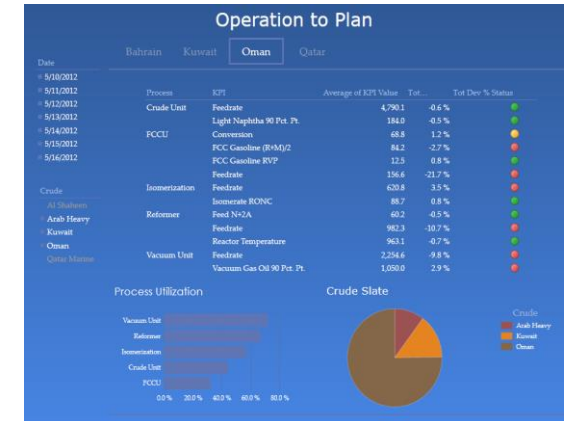 Operation to Plan
Bahrain Kuwait Oman Qatar
Date
5/10/2012
5/11/2012
5/12/2012
5/13/2012
5/14/2012
5/15/2012
5/16/2012
Crude
Al Shaheen
Arab Heavy
Kuwait
Oman
Qatar Marine
Process KPI Average of KPI Value Tot... Tot Dev % Status
Crude Unit Feedrate 4,790.1 -0.6 %
Light Naphtha 90 Pct. Pt. 184.0 -0.5 %
FCCU Conversion 68.8 1.2 %
FCC Gasoline (R+M)/2 84.2 -2.7 %
FCC Gasoline RVP 12.5 0.8 %
Feedrate 156.6 -21.7 %
Isomerization Feedrate 620.8 3.5 %
Isomerate RONC 88.7 0.8 %
Reformer Feed N+2A 60.2 -0.5 %
Feedrate 982.3 -10.7 %
Reactor Temperature 963.1 -0.7 %
Vacuum Unit Feedrate 2,254.6 -9.8 %
Vacuum Gas Oil 90 Pct. Pt. 1,050.0 2.9 %
Process Utilization
Vacuum Unit
Reformer
Isomerization
Crude Unit
FCCU
0.0 % 20.0 % 40.0 % 60.0 % 80.0 %
Crude Slate
Crude
Arab Heavy
Kuwait
Oman